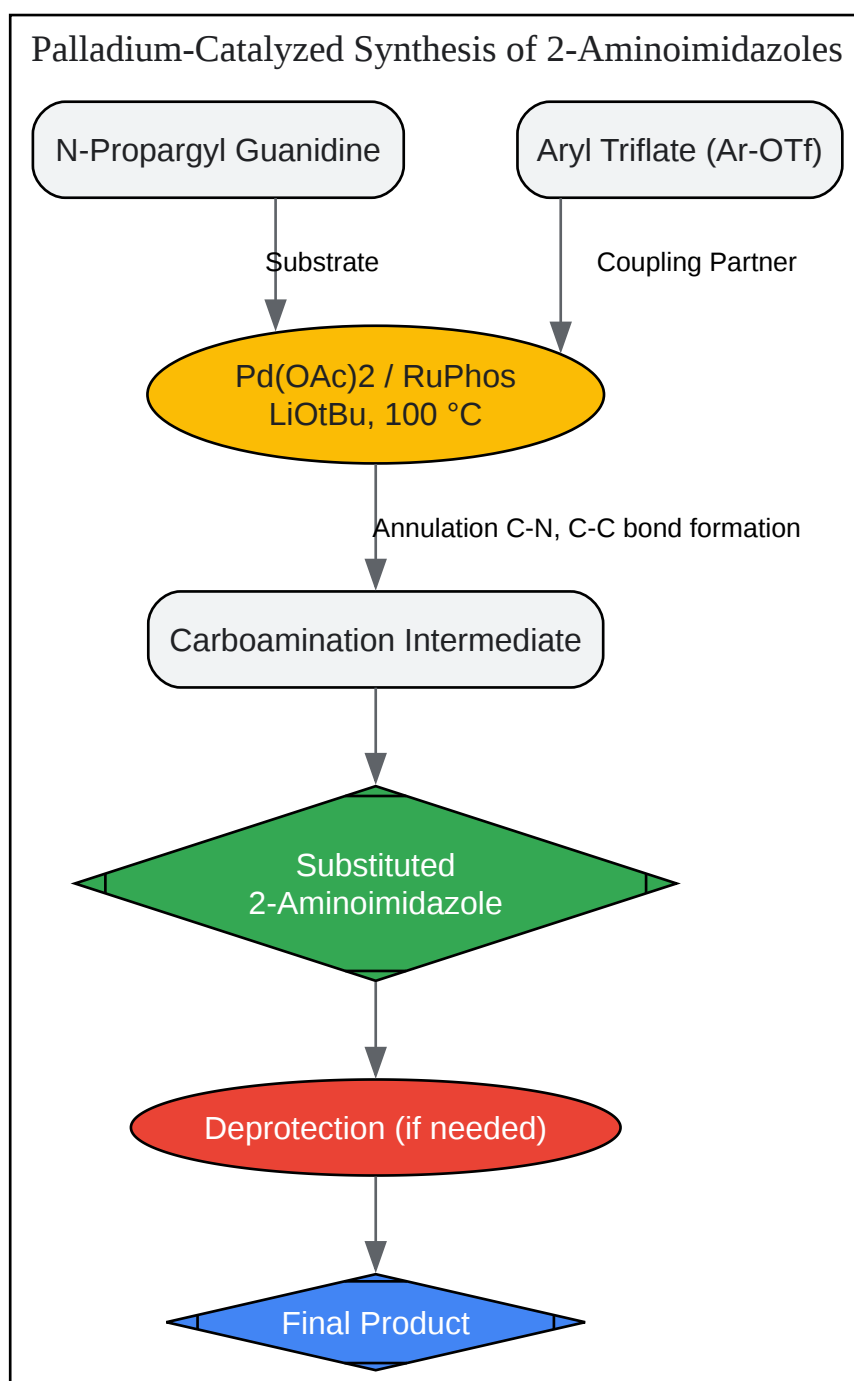 Palladium-Catalyzed Synthesis of 2-Aminoimidazoles
N-Propargyl Guanidine
Aryl Triflate (Ar-OTf)
Substrate
Coupling Partner
Pd(OAc)2 / RuPhos
LiOtBu, 100 °C
Annulation C-N, C-C bond formation
Carboamination Intermediate
Substituted
2-Aminoimidazole
Deprotection (if needed)
Final Product